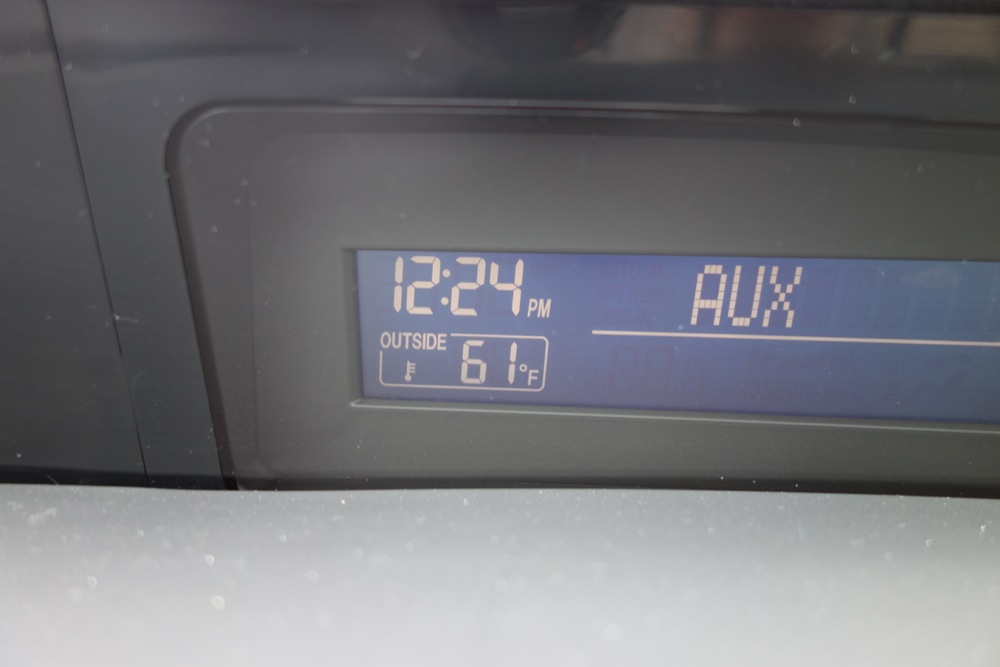 12:24 PM
AUX
OUTSIDE
61°F